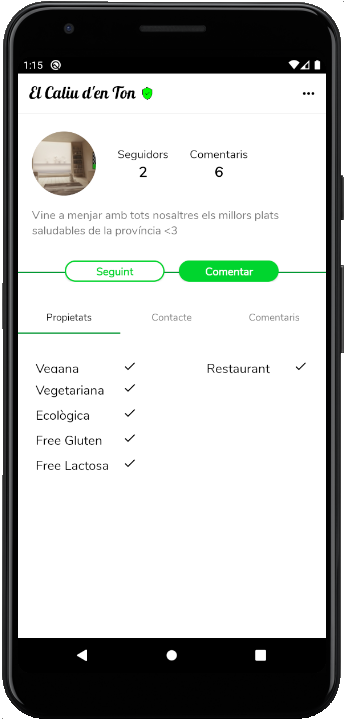 1:15
El Caliu d'en Ton
Seguidors Comentaris
2 6
Vine a menjar amb tots nosaltres els millors plats
saludables de la província <3
Seguint Comentar
Propietats Contacte Comentaris
Vegana Restaurant
Vegetariana
Ecològica
Free Gluten
Free Lactosa